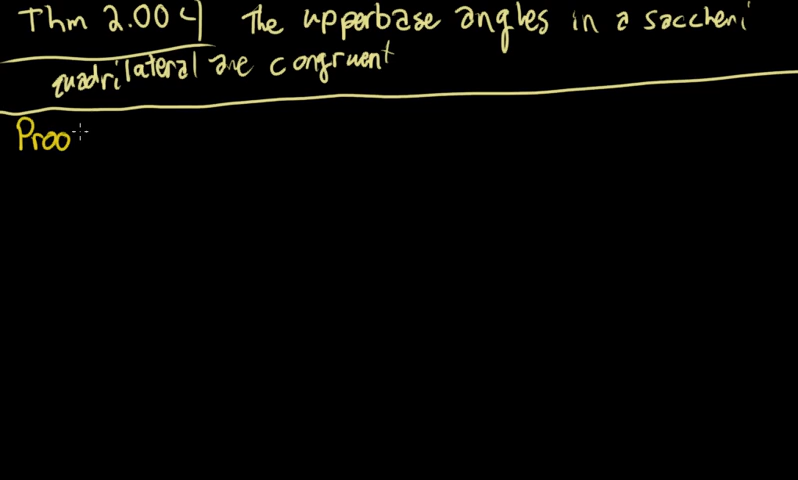 Thm 2.004 The upperbase angles in a saccheri
quadrilateral are congruent
Proo